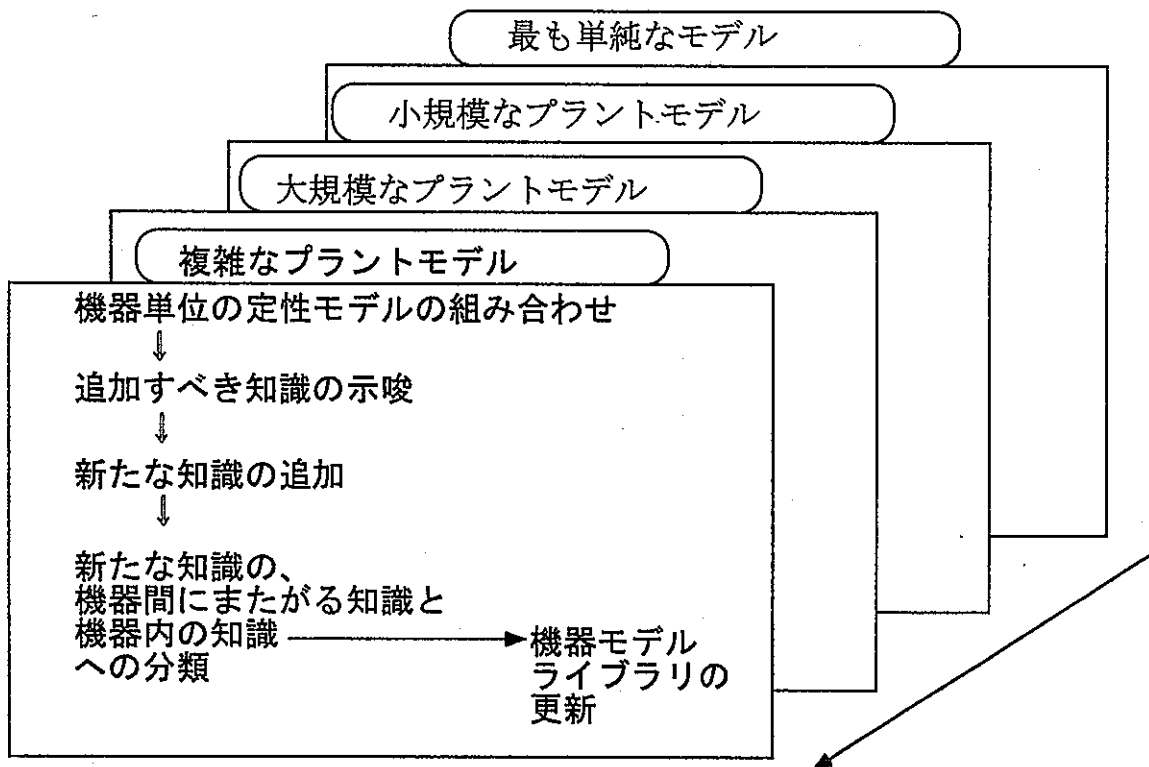 最も単純なモデル
小規模なプラントモデル
大規模なプラントモデル
複雑なプラントモデル
機器単位の定性モデルの組み合わせ
⇓
追加すべき知識の示唆
⇓
新たな知識の追加
⇓
新たな知識の、
機器間にまたがる知識と
機器内の知識
への分類
機器モデル
ライブラリの
更新